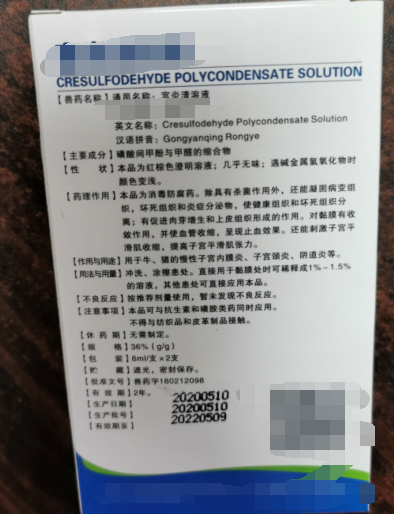 CRESULFODEHYDE POLYCONDENSATE SOLUTION
【兽药名称】通用名称：宫炎清溶液
英文名称：Cresulfodehyde Polycondensate Solution
汉语拼音：Gongyanqing Rongye
【主要成分】磺酸间甲酚与甲醛的缩合物
【性 状】本品为红棕色澄明溶液；几乎无味；遇碱金属氢氧化物时
颜色变浅。
【药理作用】本品为消毒防腐药。除具有杀菌作用外，还能凝固病变组
织，坏死组织和炎症分泌物，使健康组织和坏死组织分
离；有促进肉芽增生和上皮组织形成的作用。对黏膜有收
敛作用，并使血管收缩，呈现止血效果。还能刺激子宫平
滑肌收缩，提高子宫平滑肌张力。
【作用与用途】用于牛、猪的慢性子宫内膜炎、子宫颈炎、阴道炎等。
【用法与用量】冲洗、涂擦患处。直接用于黏膜处时可稀释成1%~1.5%
的溶液，其他患处可直接应用本品。
【不良反应】按推荐剂量使用，暂未发现不良反应。
【注意事项】本品可与抗生素和磺胺类药同时应用。
不得与纺织品和皮革制品接触。
【休 药 期】无需制定。
【规 格】36%（g/g）
【包 装】8ml/支×2支
【贮 藏】遮光，密封保存。
【批准文号】兽药字180212098
【有 效 期】2年。
【生产日期】20200510
【生产批号】20200510
【有效期至】20220509